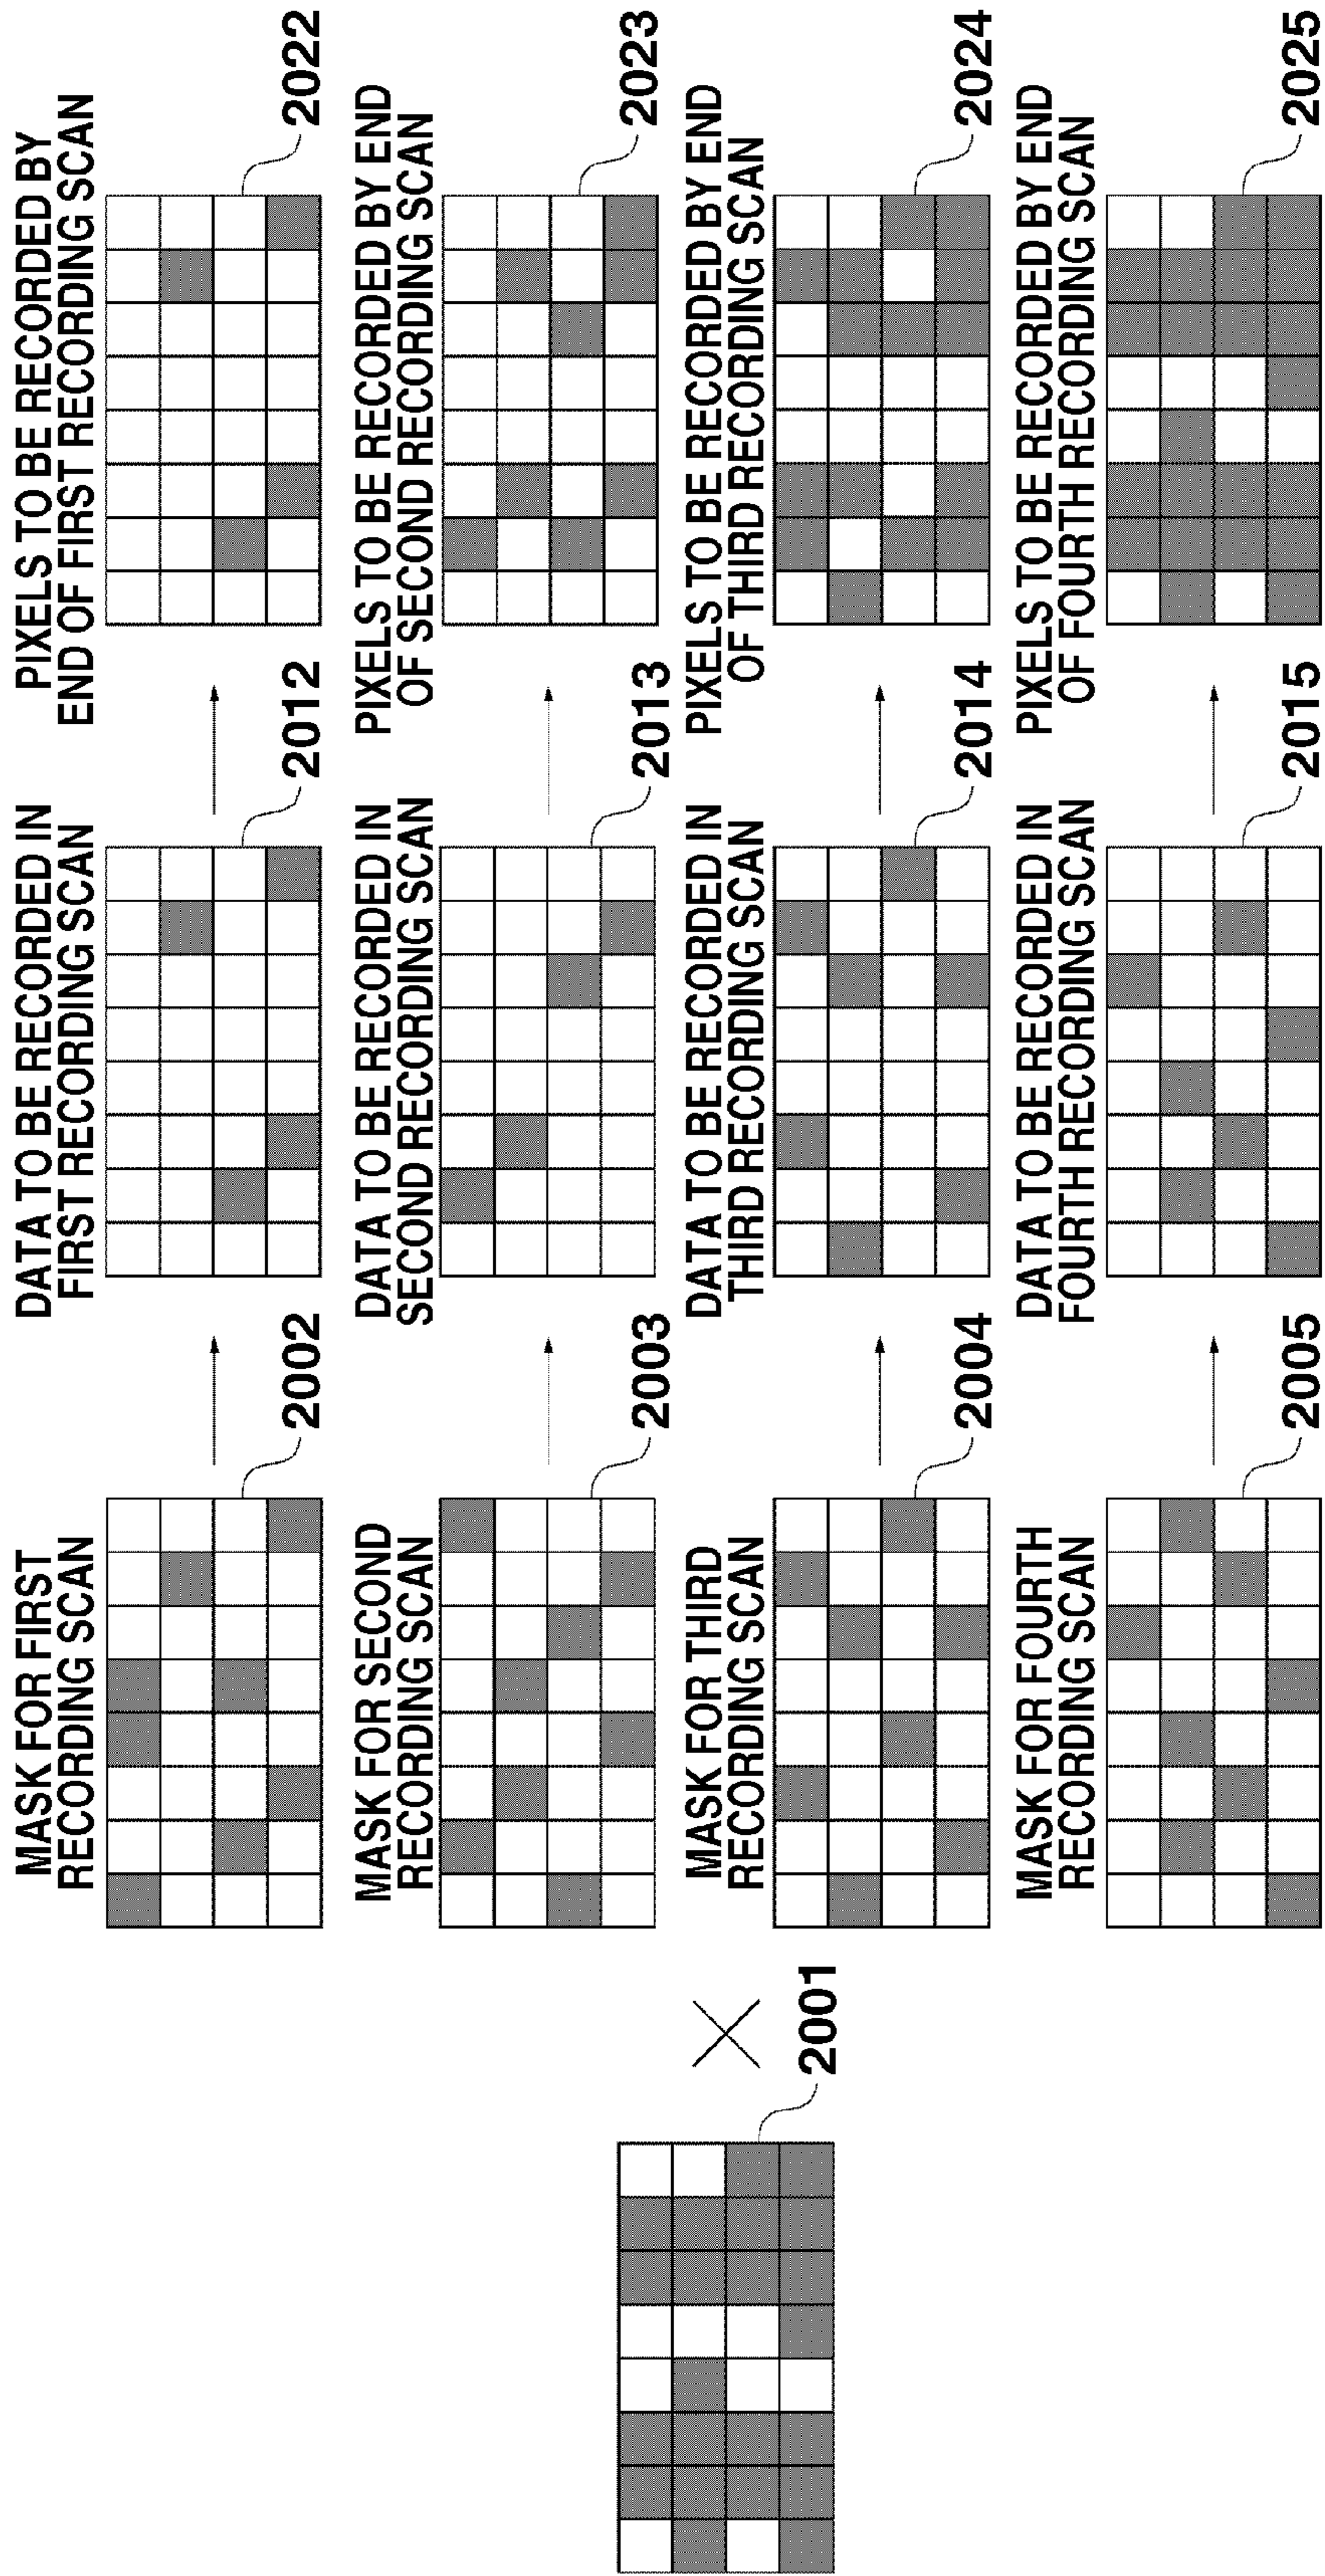 2001
MASK FOR FIRST
RECORDING SCAN
2002
DATA TO BE RECORDED IN
FIRST RECORDING SCAN
2012
PIXELS TO BE RECORDED BY
END OF FIRST RECORDING SCAN
2022
MASK FOR SECOND
RECORDING SCAN
2003
DATA TO BE RECORDED IN
SECOND RECORDING SCAN
2013
PIXELS TO BE RECORDED BY END
OF SECOND RECORDING SCAN
2023
MASK FOR THIRD
RECORDING SCAN
2004
DATA TO BE RECORDED IN
THIRD RECORDING SCAN
2014
PIXELS TO BE RECORDED BY END
OF THIRD RECORDING SCAN
2024
MASK FOR FOURTH
RECORDING SCAN
2005
DATA TO BE RECORDED IN
FOURTH RECORDING SCAN
2015
PIXELS TO BE RECORDED BY END
OF FOURTH RECORDING SCAN
2025